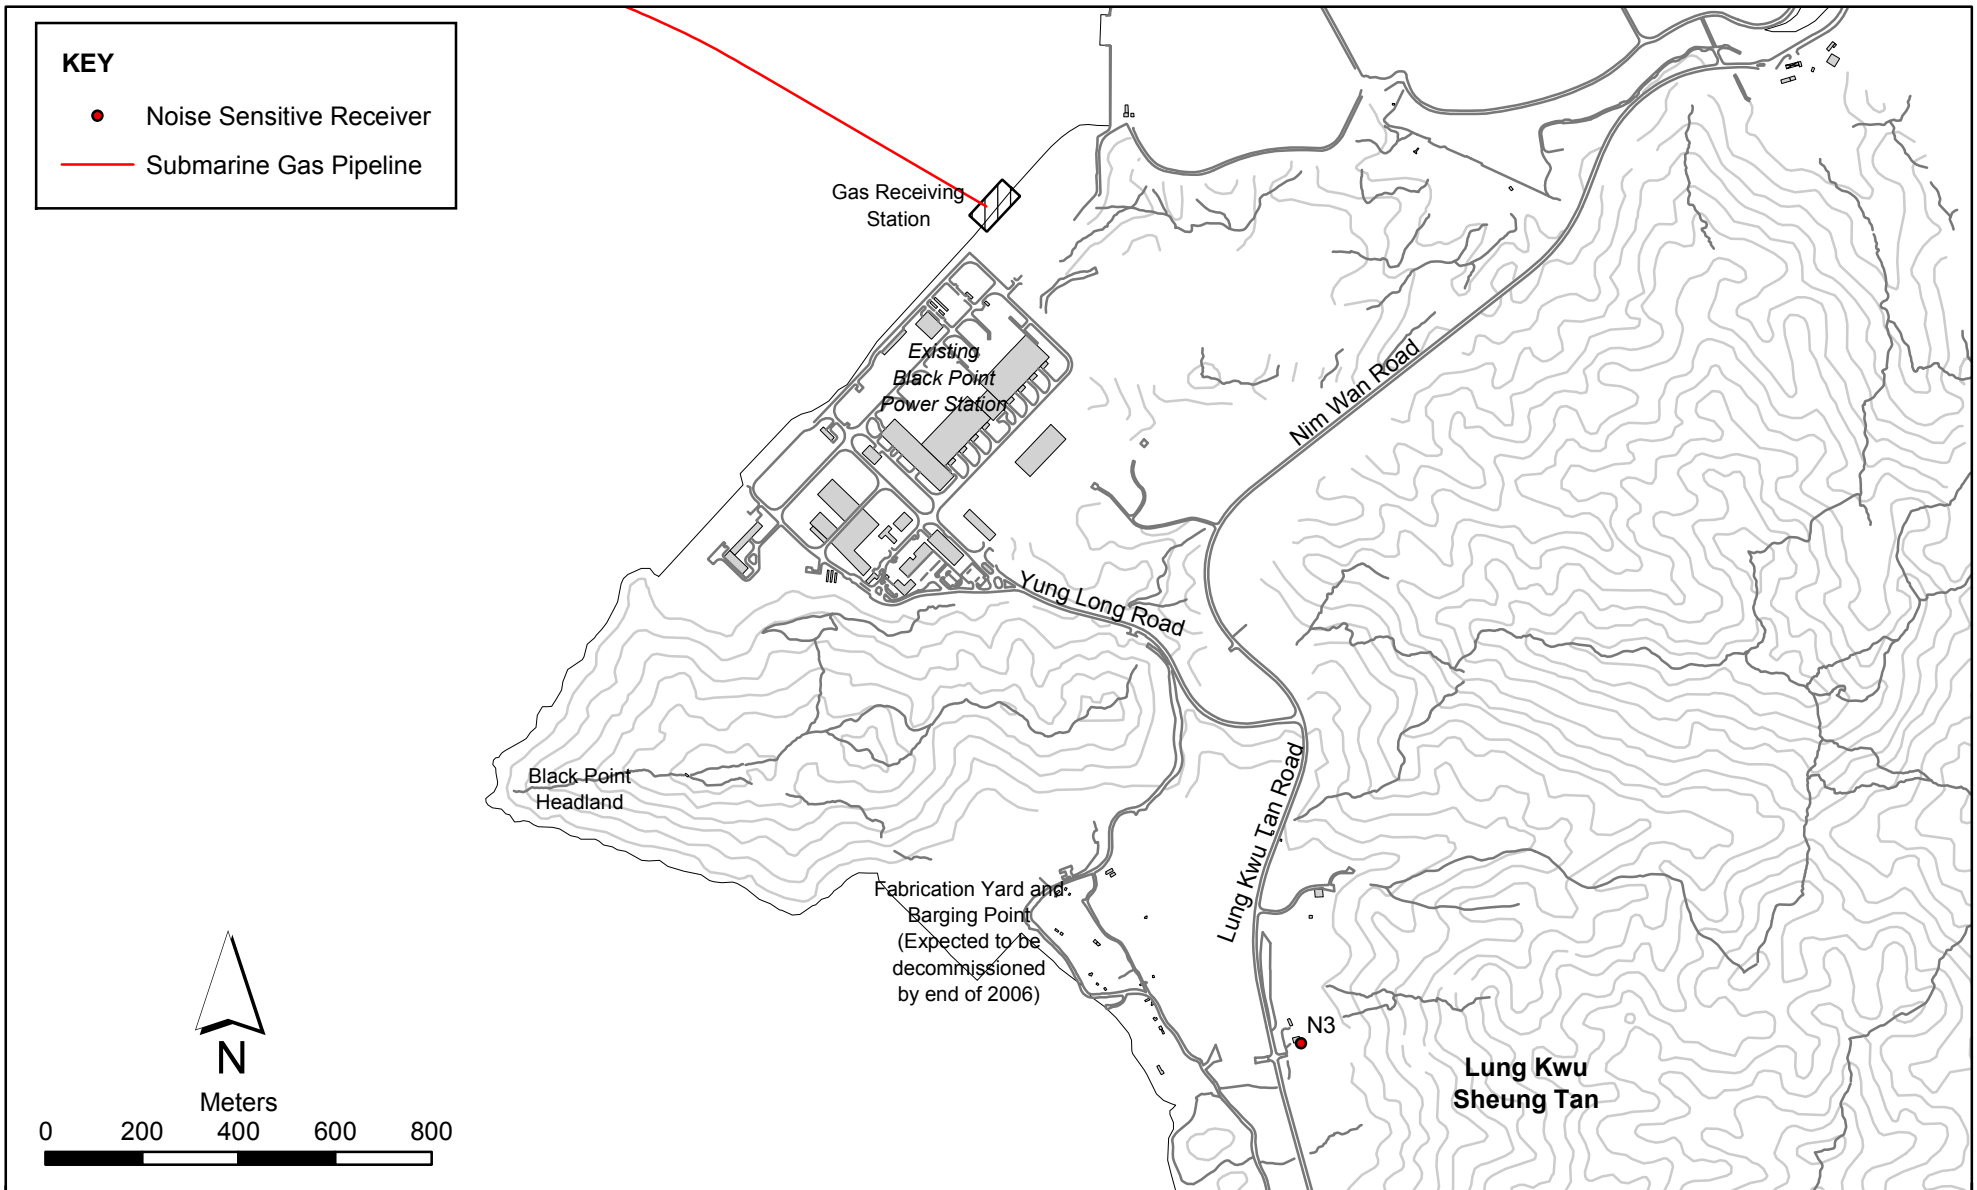 KEY
Noise Sensitive Receiver
Submarine Gas Pipeline
Gas Receiving
Station
Existing
Black Point
Power Station
Nim Wan Road
Yung Long Road
Lung Kwu Tan Road
Black Point
Headland
Fabrication Yard and
Barging Point
(Expected to be
decommissioned
by end of 2006)
N3
Lung Kwu
Sheung Tan
N
Meters
0 200 400 600 800